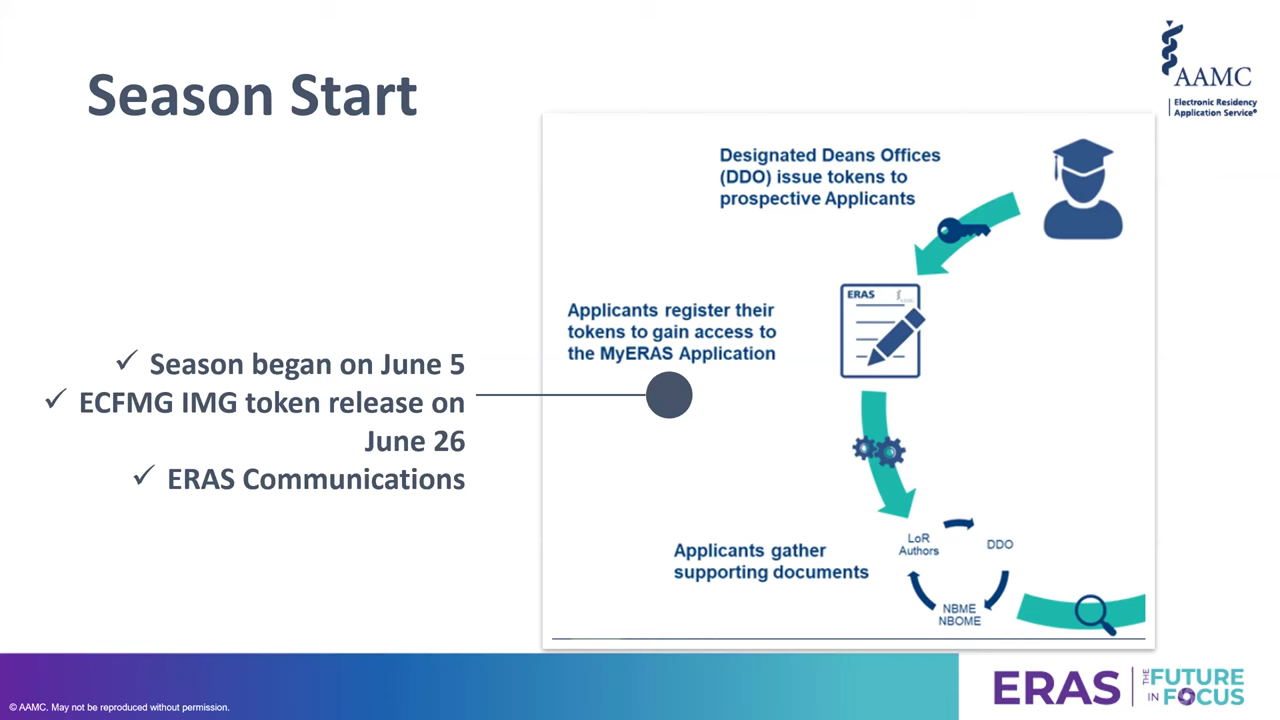 Season Start
AAMC
Electronic Residency
Application Service®
Designated Deans Offices
(DDO) issue tokens to
prospective Applicants
ERAS
Applicants register their
tokens to gain access to
the MyERAS Application
✓ Season began on June 5
✓ ECFMG IMG token release on
June 26
✓ ERAS Communications
Applicants gather
supporting documents
LoR
Authors
DDO
NBME
NBOME
© AAMC. May not be reproduced without permission.
ERAS
THE FUTURE
IN FOCUS